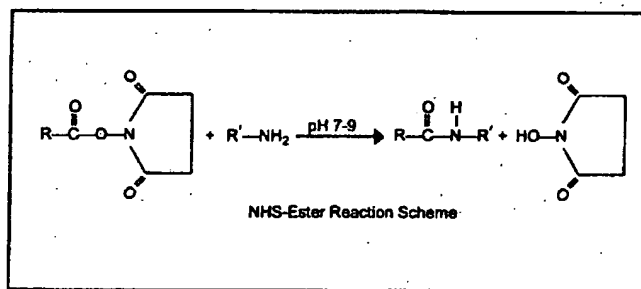 O O O H O
R—C—O—N + R'—NH₂ pH 7-9 R—C—N—R' + HO—N
O O
NHS-Ester Reaction Scheme